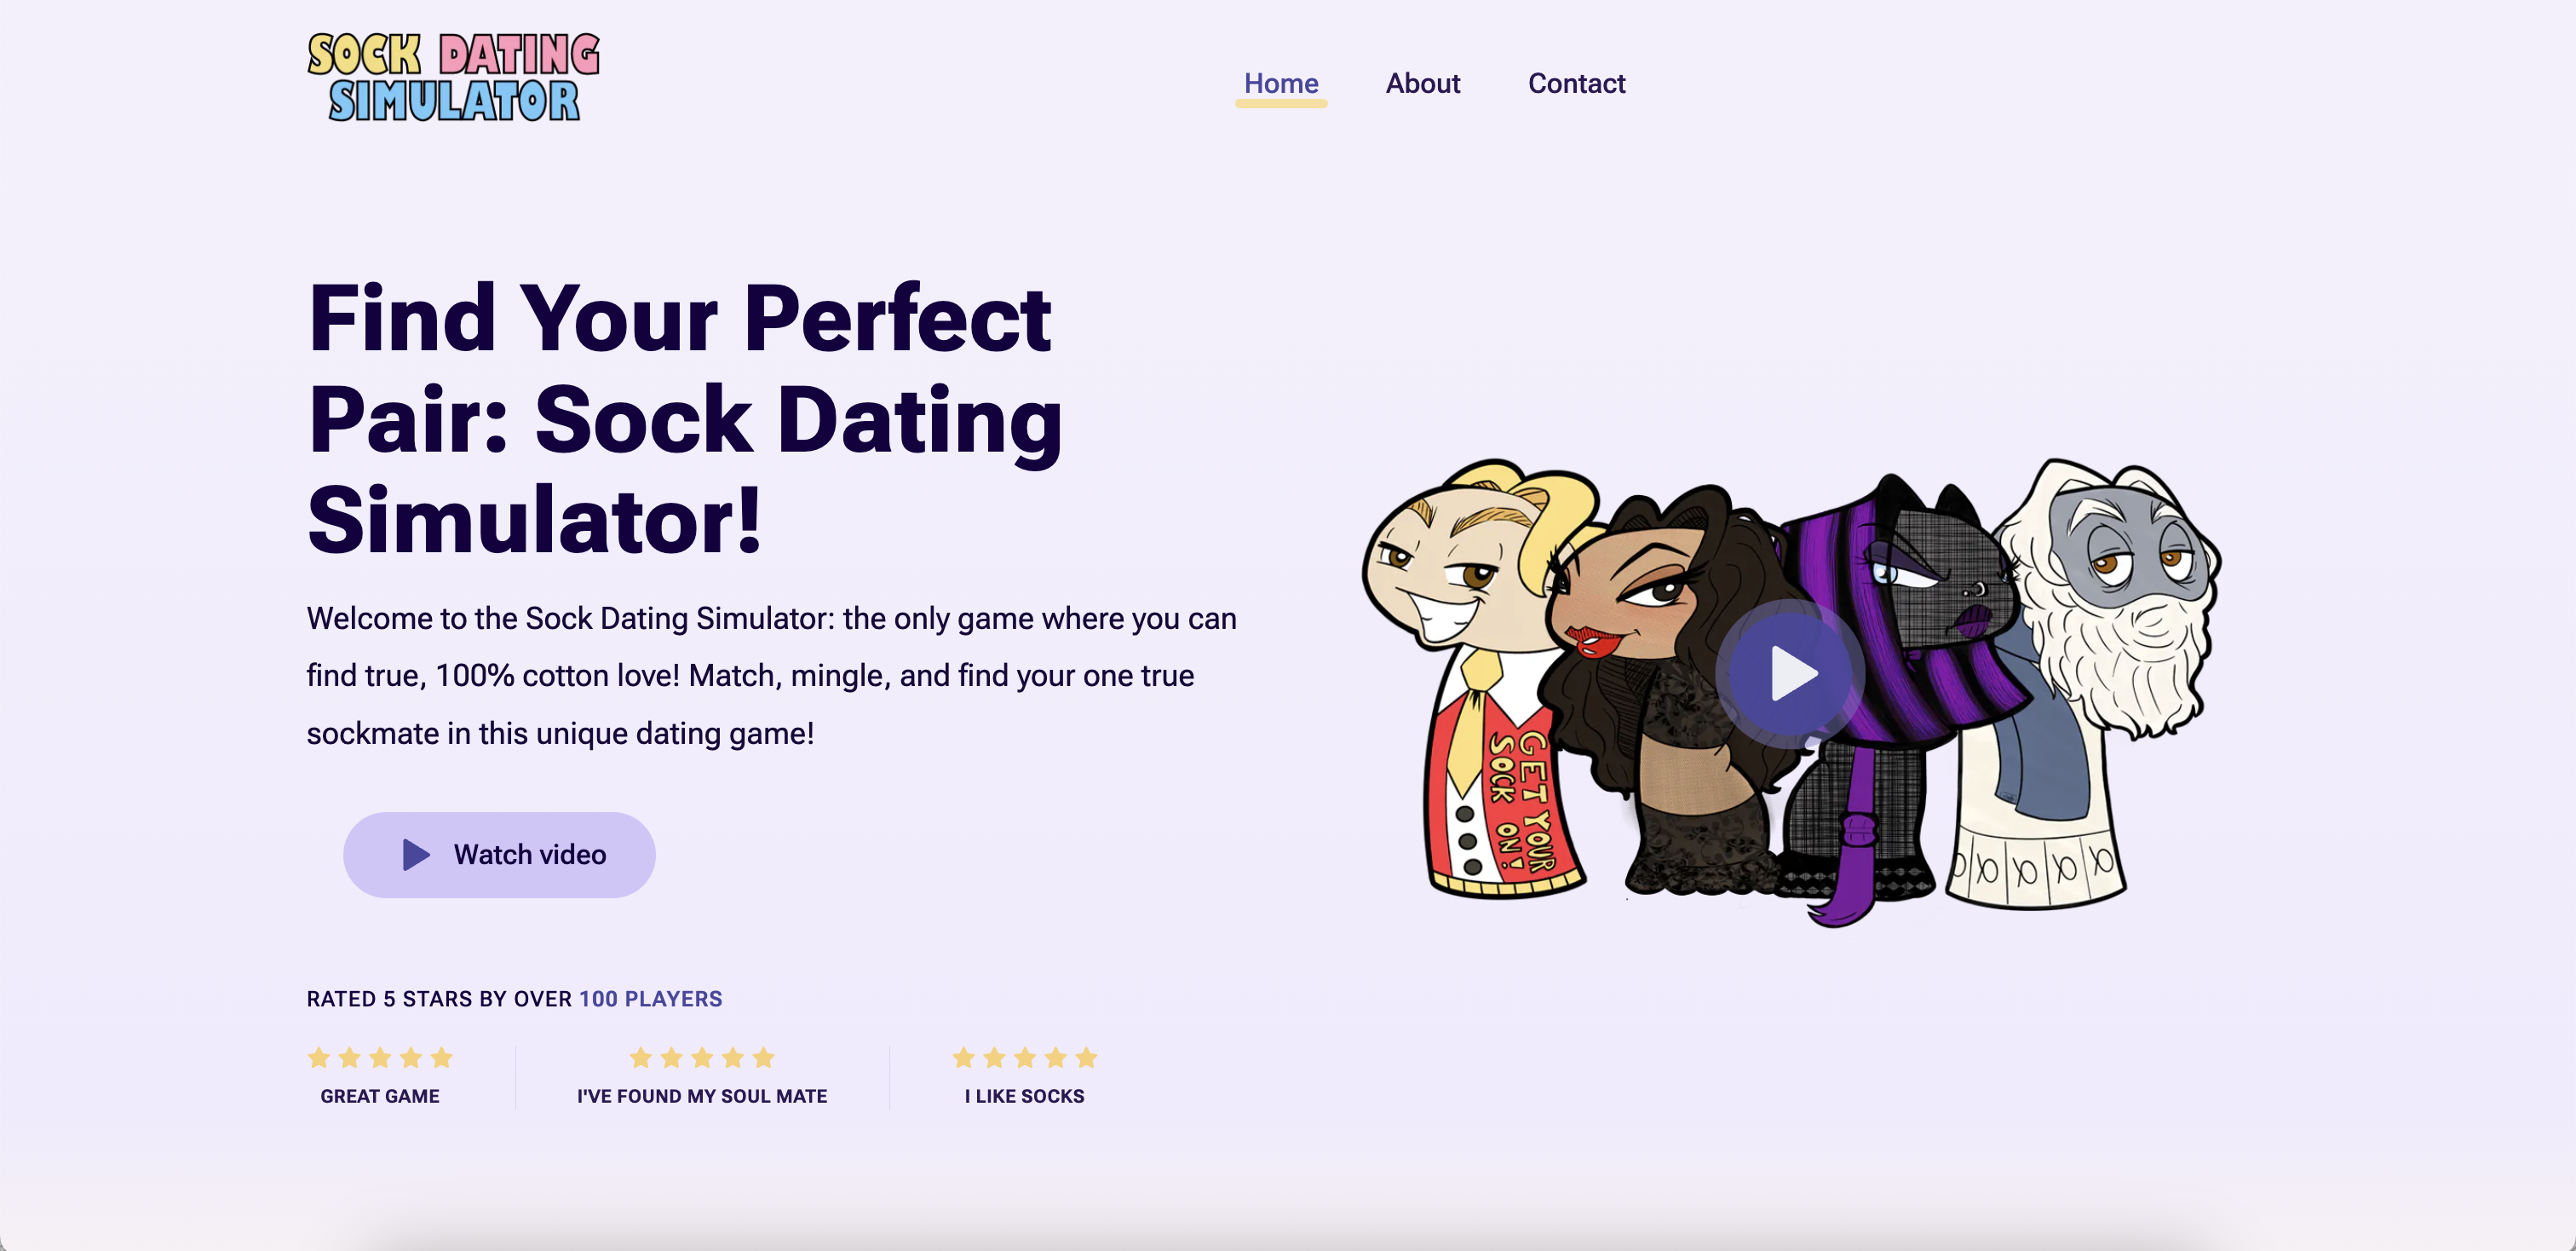 SOCK DATING
SIMULATOR
Home
About
Contact
Find Your Perfect
Pair: Sock Dating
Simulator!
Welcome to the Sock Dating Simulator: the only game where you can
find true, 100% cotton love! Match, mingle, and find your one true
sockmate in this unique dating game!
Watch video
GET YOUR
SOCK ON!
RATED 5 STARS BY OVER 100 PLAYERS
GREAT GAME
I'VE FOUND MY SOUL MATE
I LIKE SOCKS